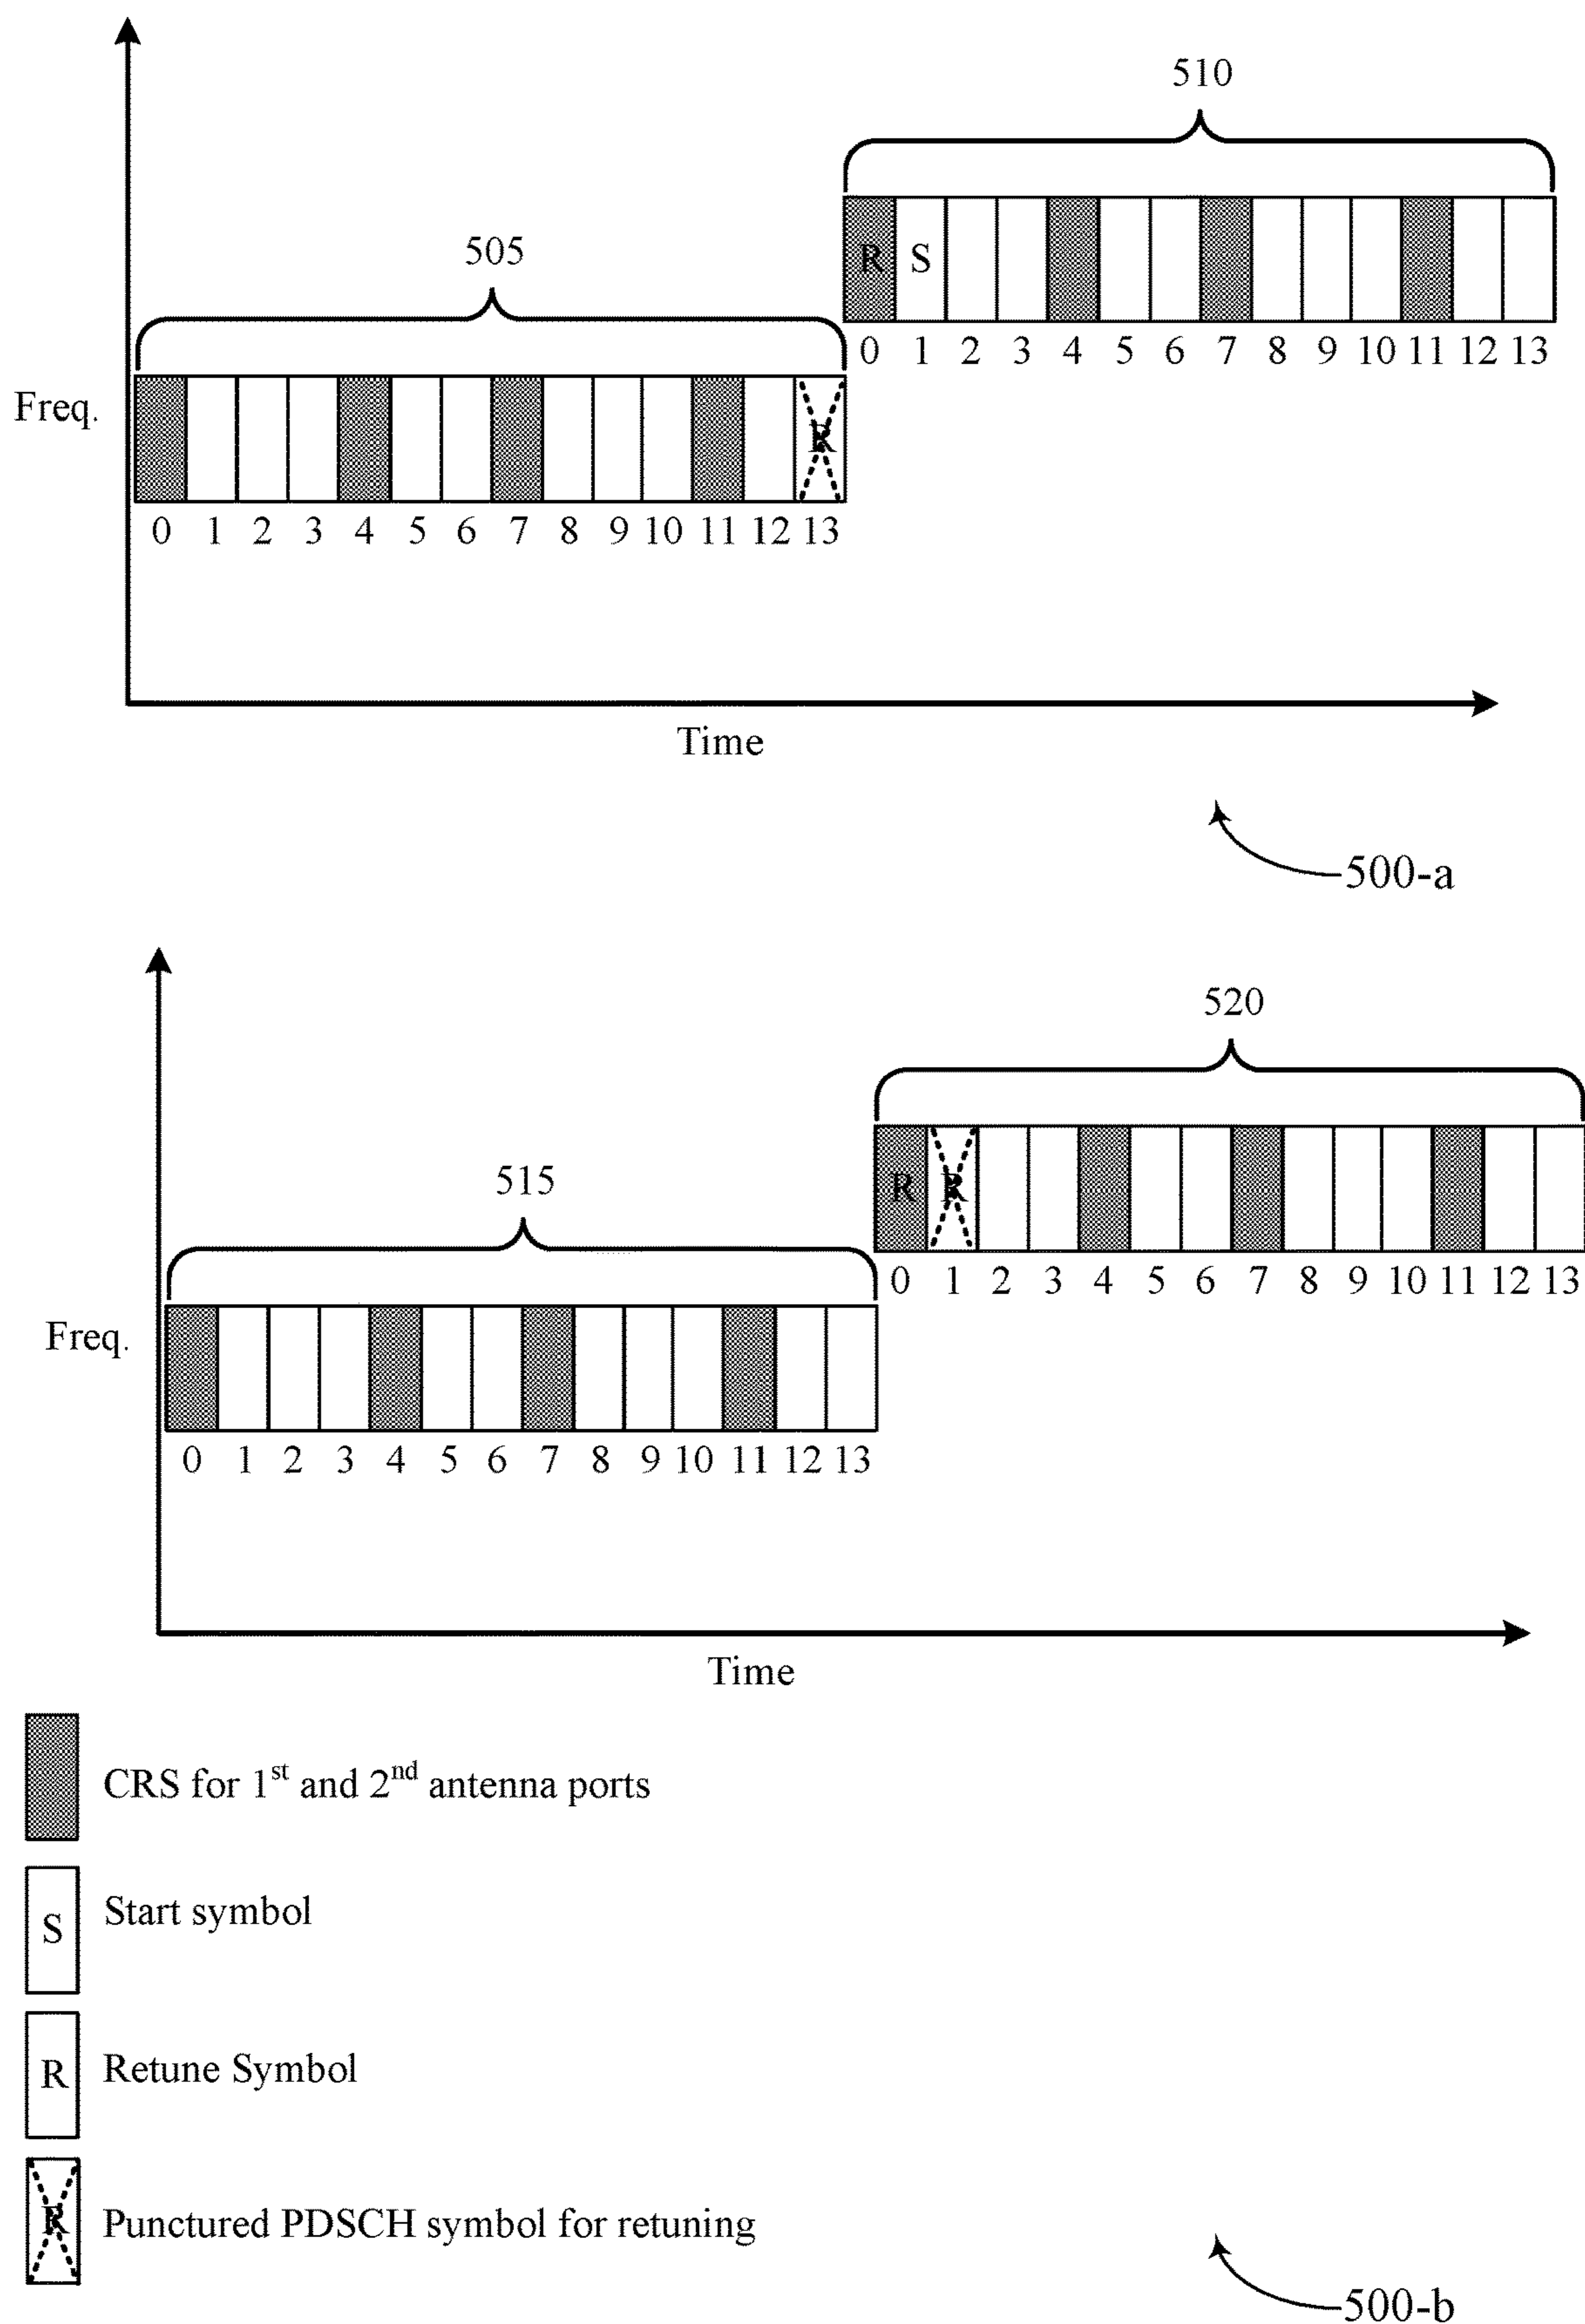 510
505
R S
0 1 2 3 4 5 6 7 8 9 10 11 12 13
Freq.
R
0 1 2 3 4 5 6 7 8 9 10 11 12 13
Time
500-a
520
515
R R
0 1 2 3 4 5 6 7 8 9 10 11 12 13
Freq.
0 1 2 3 4 5 6 7 8 9 10 11 12 13
Time
CRS for 1st and 2nd antenna ports
S Start symbol
R Retune Symbol
R Punctured PDSCH symbol for retuning
500-b